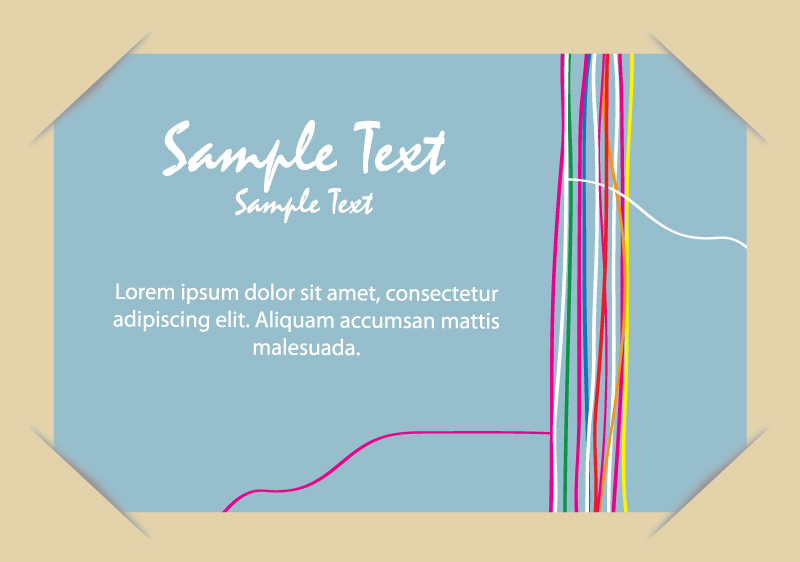 Sample Text
Sample Text
Lorem ipsum dolor sit amet, consectetur
adipiscing elit. Aliquam accumsan mattis
malesuada.